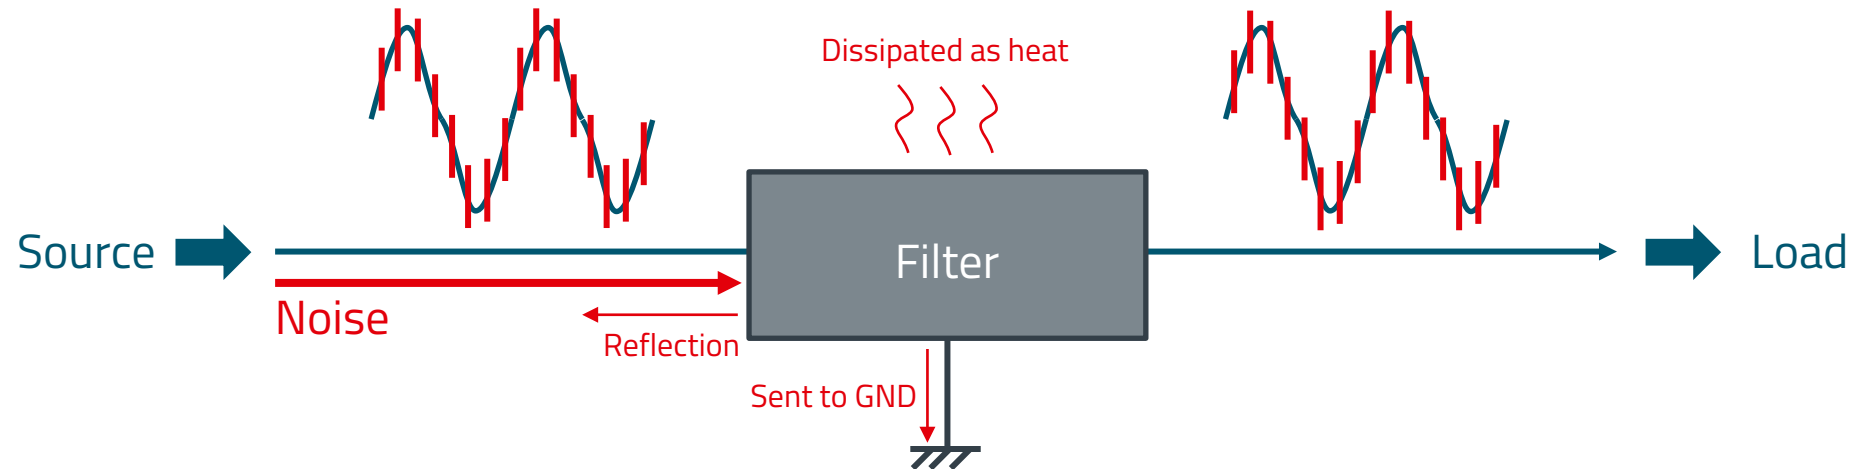 Dissipated as heat
Source
Filter
Load
Noise
Reflection
Sent to GND